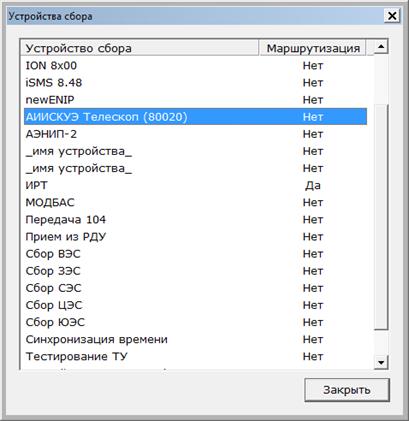 Устройства сбора
Устройство сбора Маршрутизация
ION 8x00 Нет
iSMS 8.48 Нет
newENIP Нет
АИИСКУЭ Телескоп (80020) Нет
АЭНИП-2 Нет
_имя устройства_ Нет
_имя устройства_ Нет
ИРТ Да
МОДБАС Нет
Передача 104 Нет
Прием из РДУ Нет
Сбор ВЭС Нет
Сбор ЗЭС Нет
Сбор СЭС Нет
Сбор ЦЭС Нет
Сбор ЮЭС Нет
Синхронизация времени Нет
Тестирование ТУ Нет
Закрыть